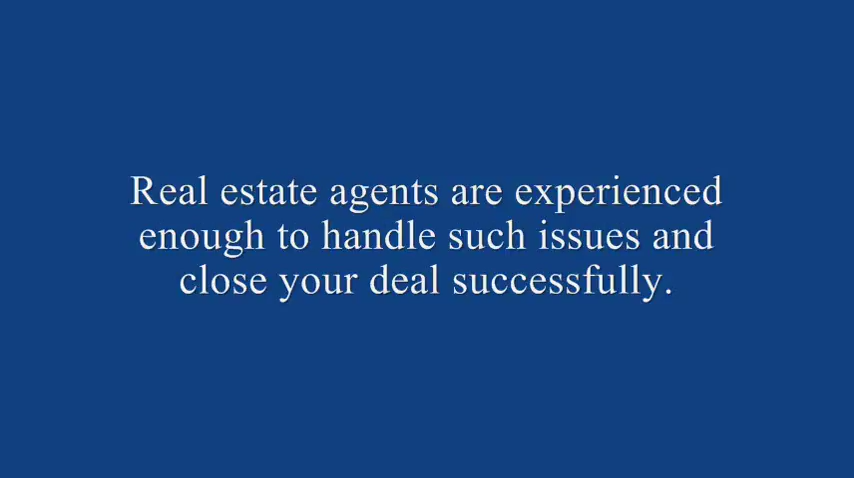 Real estate agents are experienced
enough to handle such issues and
close your deal successfully.